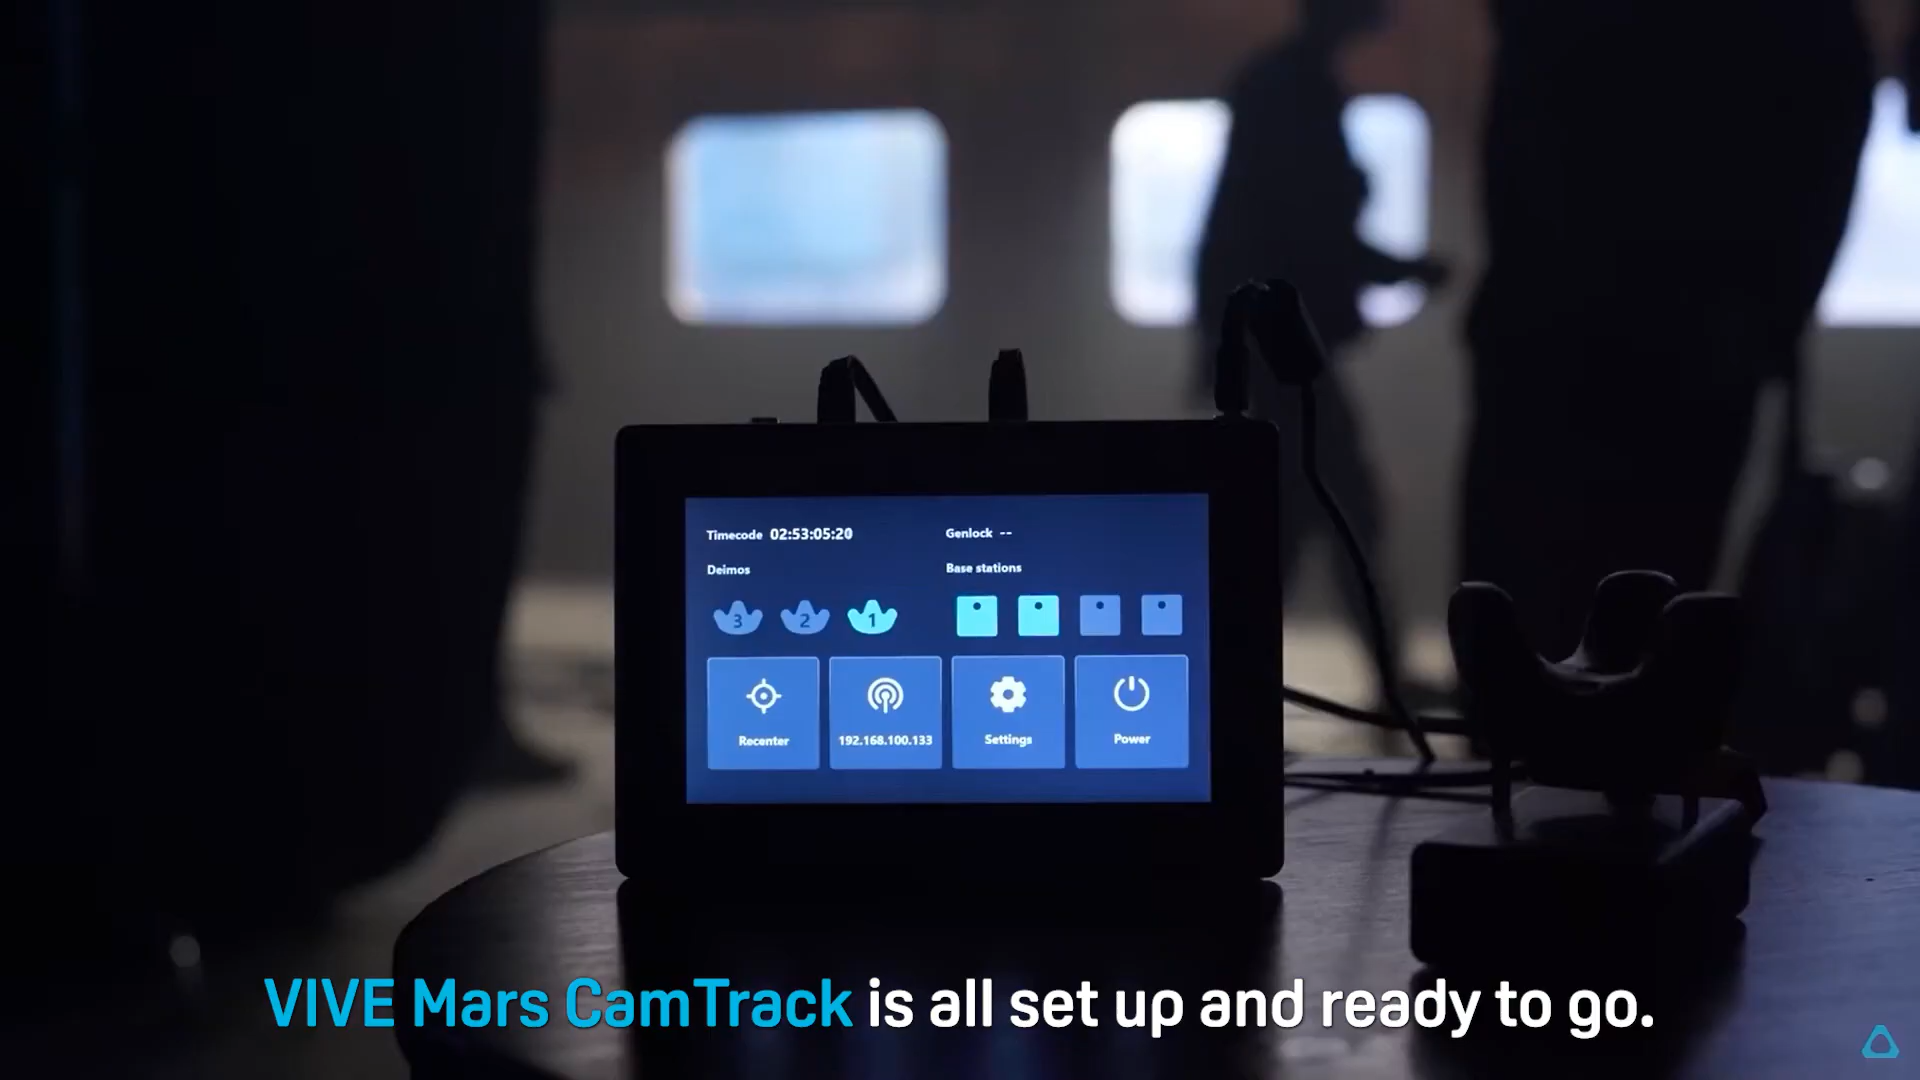 Timecode 02:53:05:20
Genlock --
Deimos
Base stations
3 2 1
Recenter
192.168.100.133
Settings
Power
VIVE Mars CamTrack is all set up and ready to go.